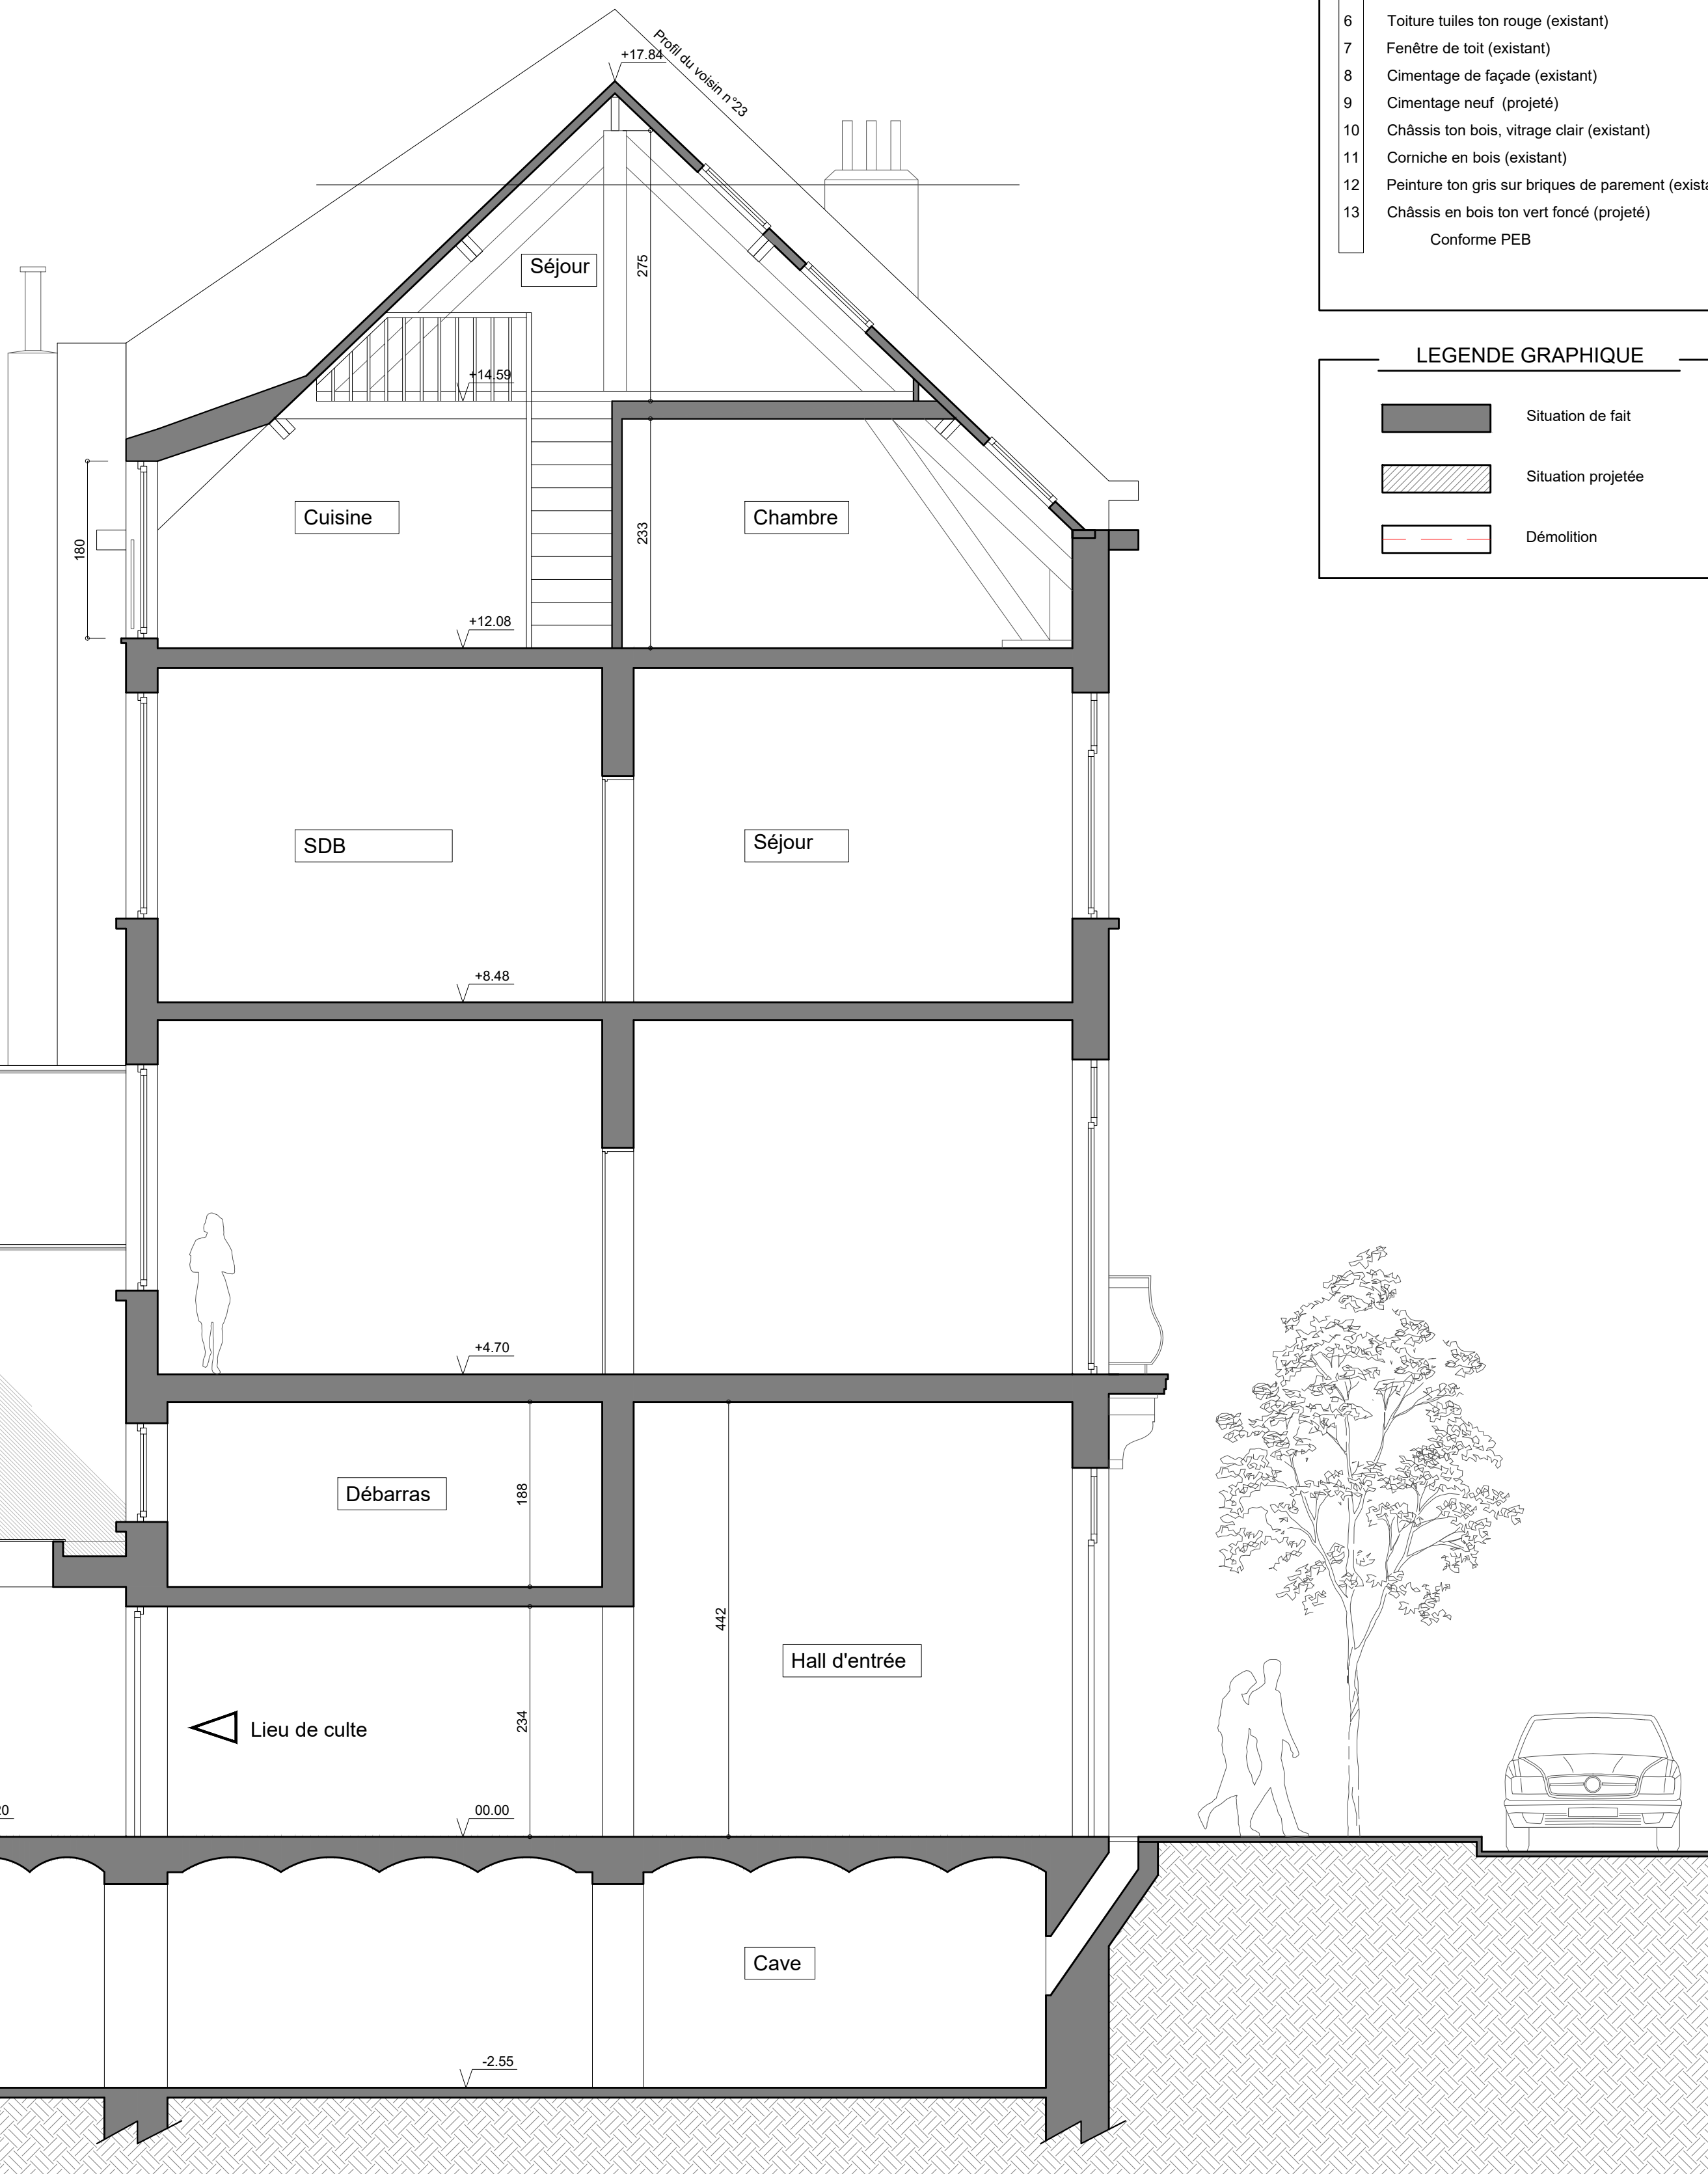 Profil du voisin n°23
+17.84
Séjour
275
+14.59
Cuisine
Chambre
180
233
+12.08
SDB
Séjour
+8.48
+4.70
Débarras
188
442
Hall d'entrée
Lieu de culte
234
00.00
Cave
-2.55
6 Toiture tuiles ton rouge (existant)
7 Fenêtre de toit (existant)
8 Cimentage de façade (existant)
9 Cimentage neuf (projeté)
10 Châssis ton bois, vitrage clair (existant)
11 Corniche en bois (existant)
12 Peinture ton gris sur briques de parement (exista
13 Châssis en bois ton vert foncé (projeté)
Conforme PEB
LEGENDE GRAPHIQUE
Situation de fait
Situation projetée
Démolition